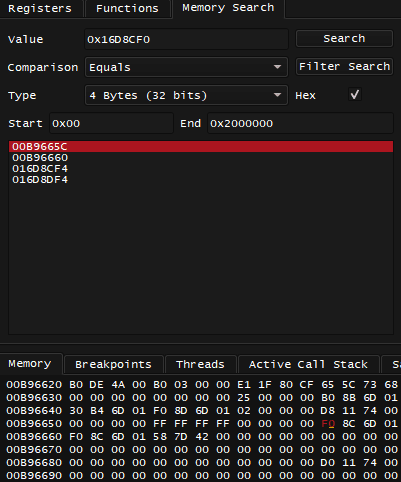 Registers Functions Memory Search
Value 0x16D8CF0 Search
Comparison Equals Filter Search
Type 4 Bytes (32 bits) Hex ✓
Start 0x00 End 0x2000000
00B9665C
00B96660
016D8CF4
016D8DF4
Memory Breakpoints Threads Active Call Stack Sa
00B96620 B0 DE 4A 00 B0 03 00 00 E1 1F 80 CF 65 5C 73 68
00B96630 00 00 00 00 00 00 00 00 25 00 00 00 B0 8B 6D 01
00B96640 30 B4 6D 01 F0 8D 6D 01 02 00 00 00 D8 11 74 00
00B96650 00 00 00 00 FF FF FF FF 00 00 00 00 F0 8C 6D 01
00B96660 F0 8C 6D 01 58 7D 42 00 00 00 00 00 00 00 00 00
00B96670 00 00 00 00 00 00 00 00 00 00 00 00 00 00 00 00
00B96680 00 00 00 00 00 00 00 00 00 00 00 00 D0 11 74 00
00B96690 00 00 00 00 00 00 00 00 00 00 00 00 00 00 00 00